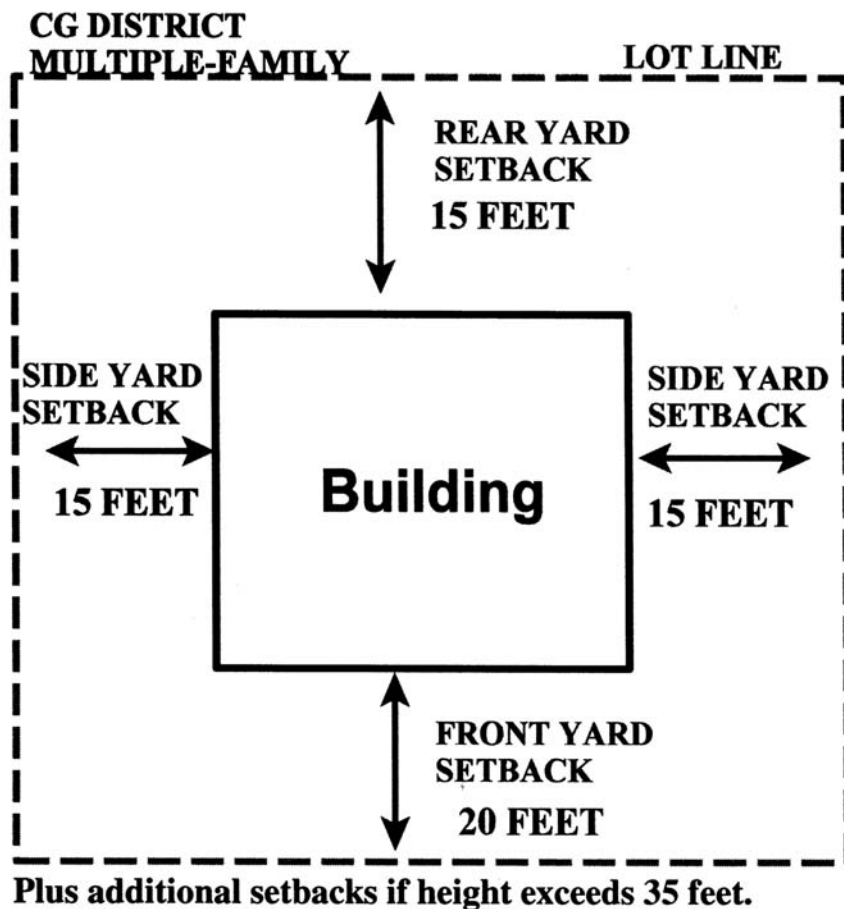 CG DISTRICT
MULTIPLE-FAMILY
LOT LINE
REAR YARD
SETBACK
15 FEET
SIDE YARD
SETBACK
15 FEET
Building
SIDE YARD
SETBACK
15 FEET
FRONT YARD
SETBACK
20 FEET
Plus additional setbacks if height exceeds 35 feet.